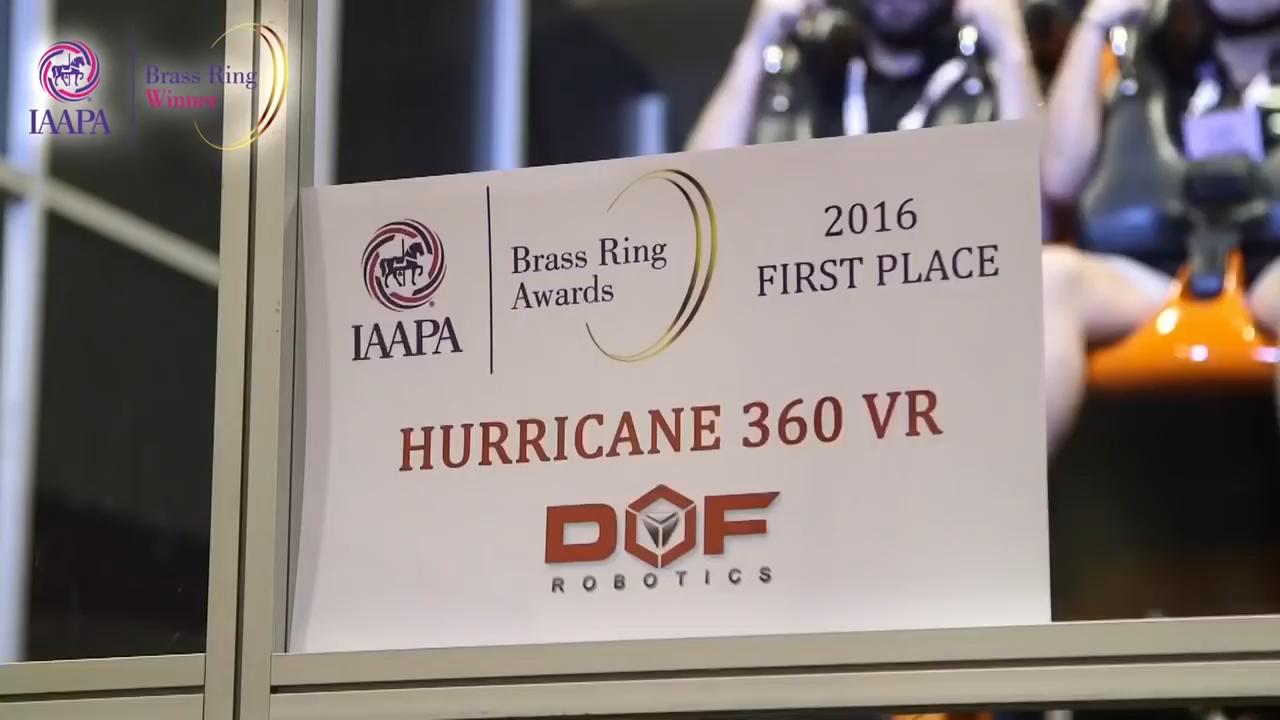 IAAPA
Brass Ring
Winner
IAAPA
Brass Ring
Awards
2016
FIRST PLACE
HURRICANE 360 VR
DOF
ROBOTICS